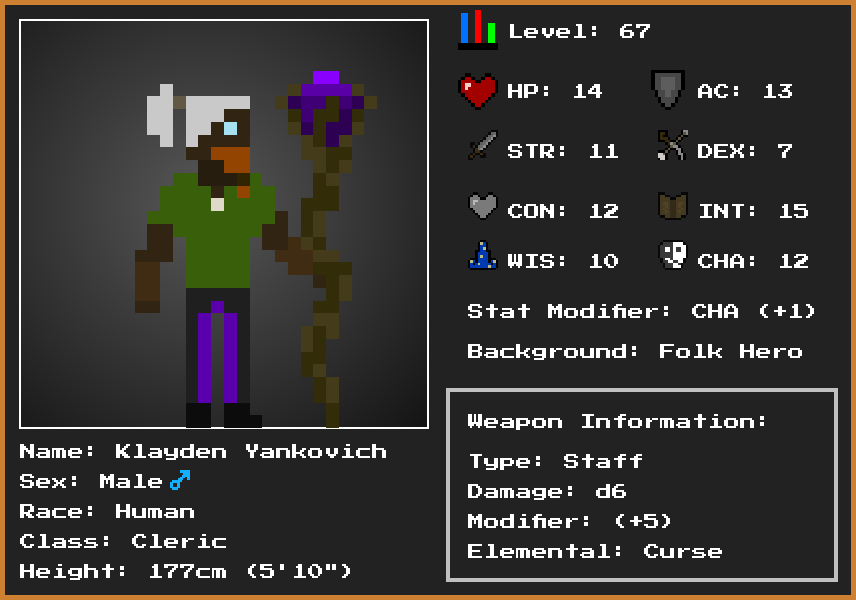 Level: 67
HP: 14
AC: 13
STR: 11
DEX: 7
CON: 12
INT: 15
WIS: 10
CHA: 12
Stat Modifier: CHA (+1)
Background: Folk Hero
Weapon Information:
Type: Staff
Damage: d6
Modifier: (+5)
Elemental: Curse
Name: Klayden Yankovich
Sex: Male♂
Race: Human
Class: Cleric
Height: 177cm (5'10")